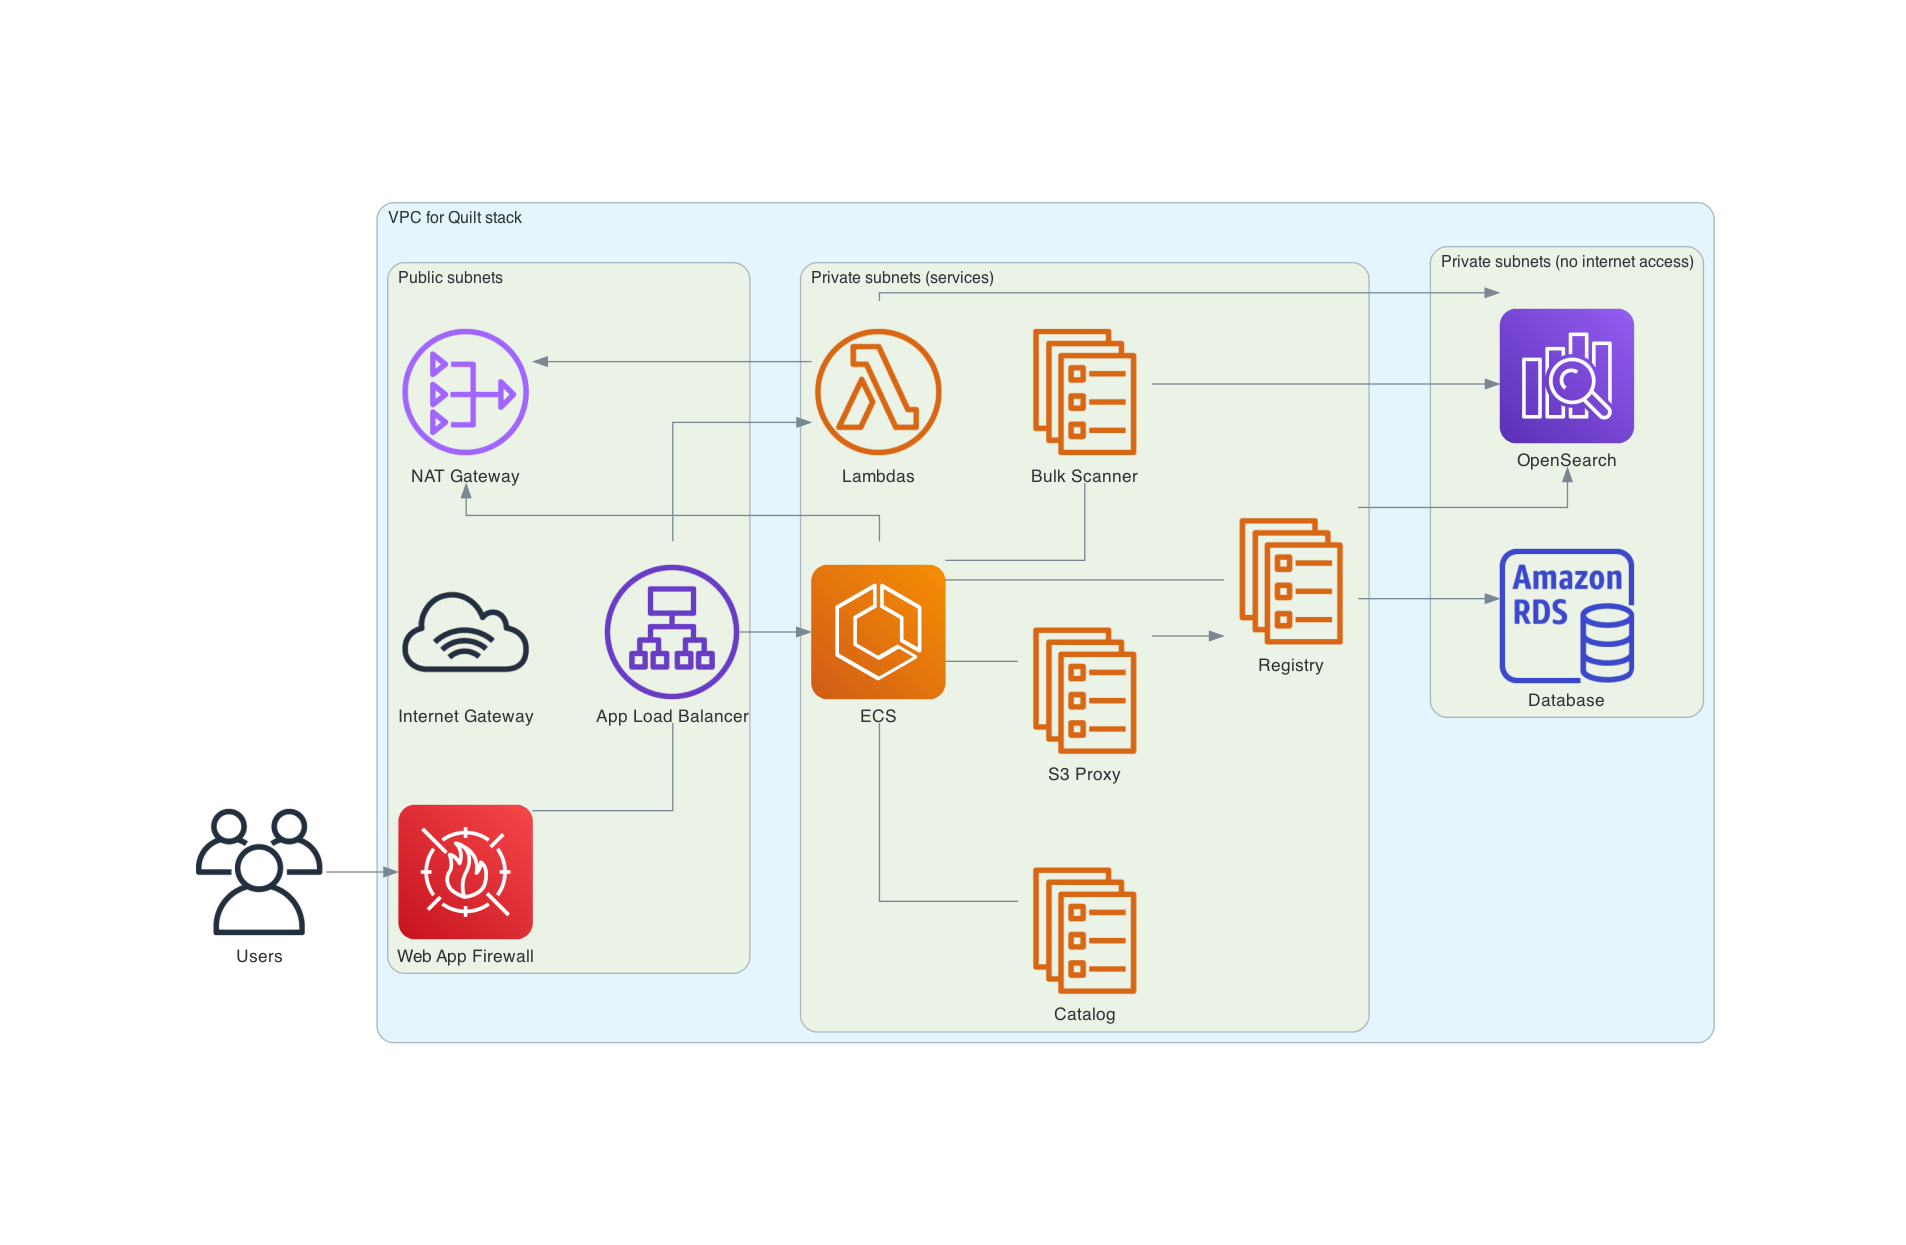 VPC for Quilt stack
Public subnets
Private subnets (services)
Private subnets (no internet access)
NAT Gateway
Lambdas
Bulk Scanner
OpenSearch
Internet Gateway
App Load Balancer
ECS
S3 Proxy
Registry
Amazon
RDS
Database
Users
Web App Firewall
Catalog